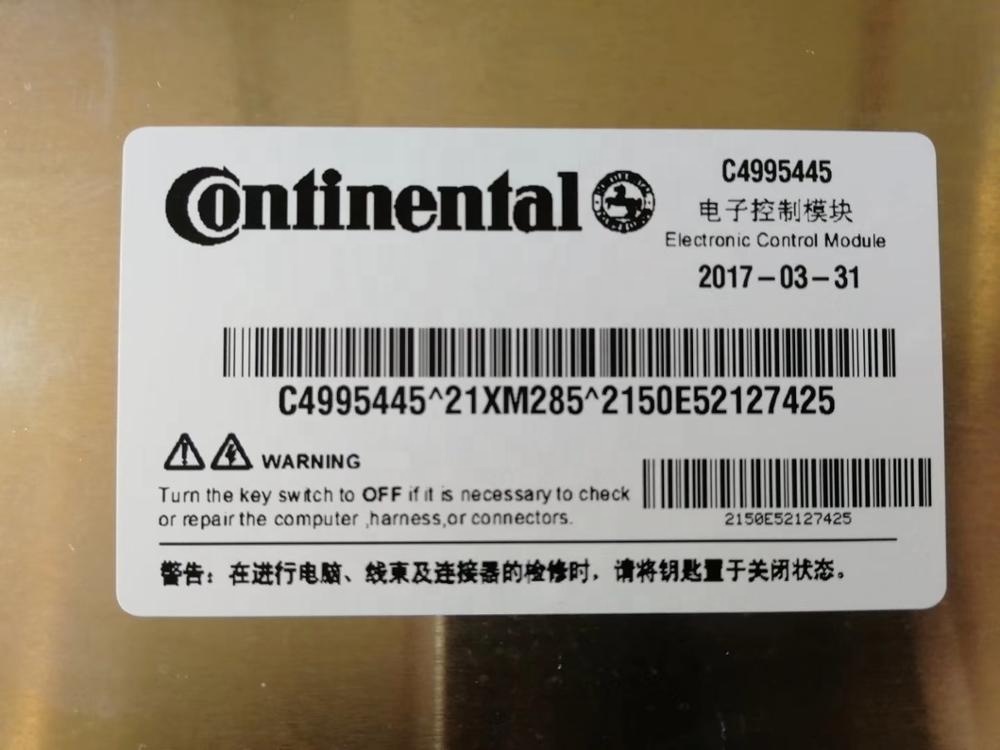 Continental
C4995445
电子控制模块
Electronic Control Module
2017-03-31
C4995445^21XM285^2150E52127425
WARNING
Turn the key switch to OFF if it is necessary to check
or repair the computer ,harness,or connectors.
2150E52127425
警告：在进行电脑、线束及连接器的检修时，请将钥匙置于关闭状态。